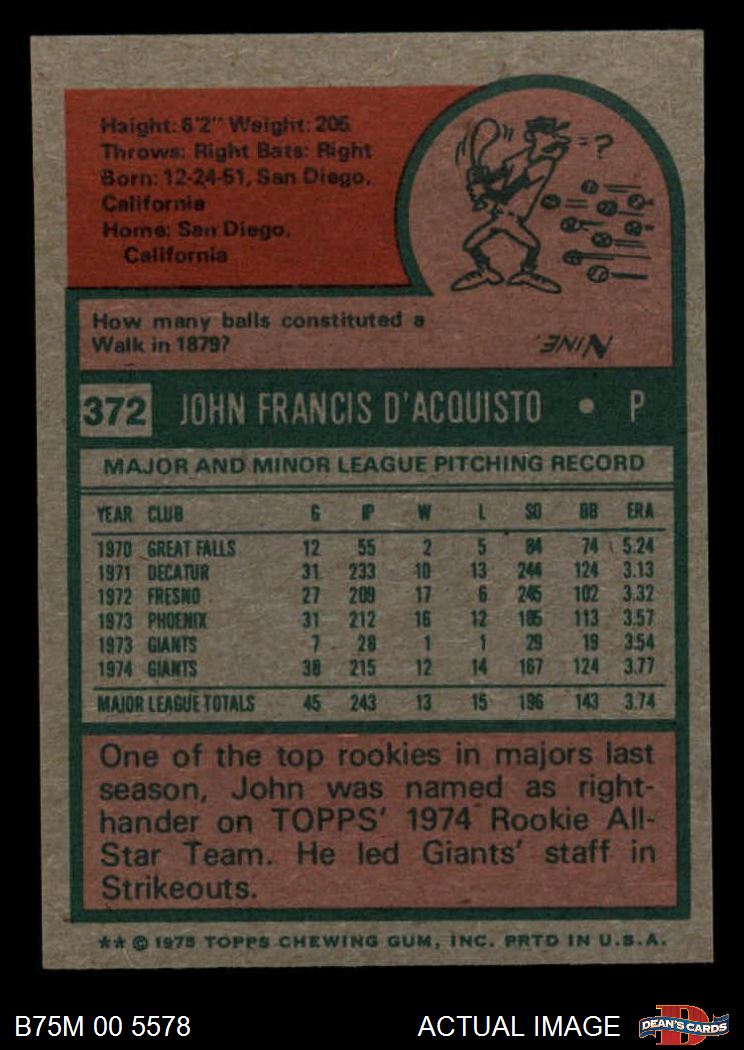 Height: 6'2" Weight: 205
Throws: Right Bats: Right
Born: 12-24-51, San Diego,
California
Home: San Diego,
California
=?
How many balls constituted a
Walk in 1879?
NINE.
372 JOHN FRANCIS D'ACQUISTO • P
MAJOR AND MINOR LEAGUE PITCHING RECORD
YEAR CLUB G IP W L SO BB ERA
1970 GREAT FALLS 12 55 2 5 84 74 5.24
1971 DECATUR 31 233 10 13 244 124 3.13
1972 FRESNO 27 209 17 6 245 102 3.32
1973 PHOENIX 31 212 16 12 185 113 3.57
1973 GIANTS 7 28 1 1 29 19 3.54
1974 GIANTS 38 215 12 14 167 124 3.77
MAJOR LEAGUE TOTALS 45 243 13 15 196 143 3.74
One of the top rookies in majors last
season, John was named as right-
hander on TOPPS' 1974 Rookie All-
Star Team. He led Giants' staff in
Strikeouts.
** © 1975 TOPPS CHEWING GUM, INC. PRTD IN U.S.A.
B75M 00 5578 ACTUAL IMAGE D DEAN'S CARDS